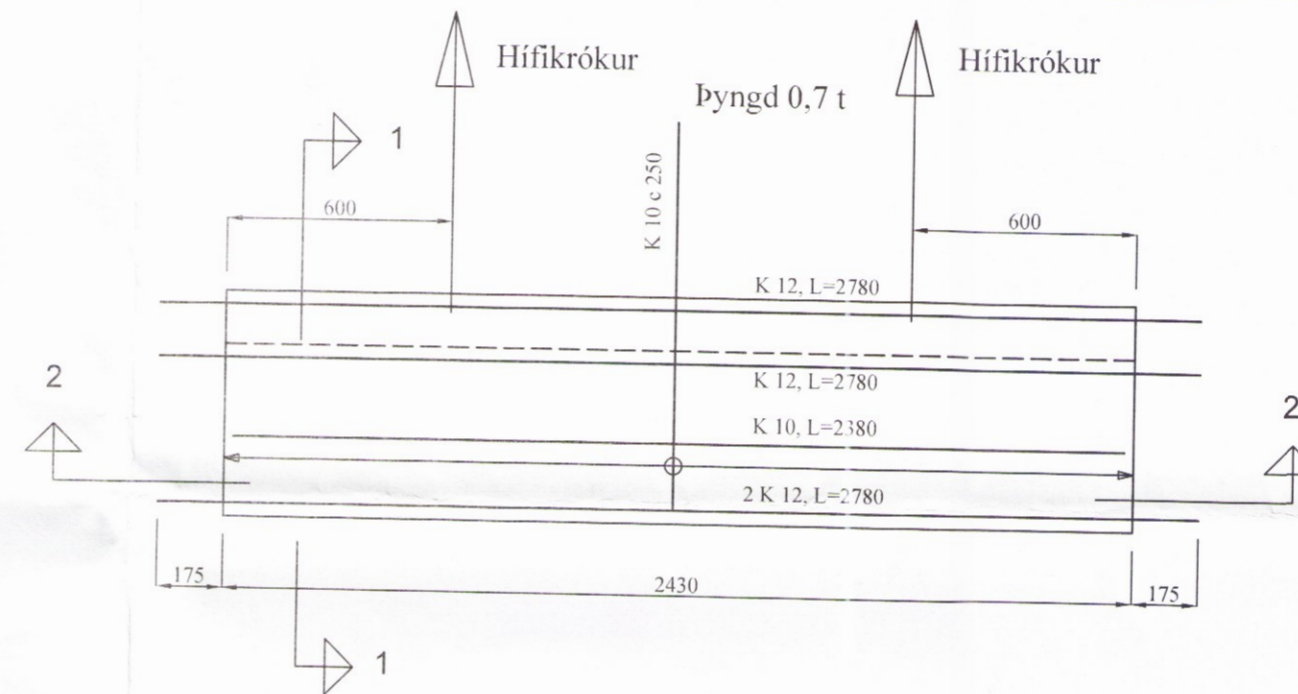 Hífikrókur
Hífikrókur
Þyngd 0,7 t
1
K 10 c 250
600
600
K 12, L=2780
2
K 12, L=2780
K 10, L=2380
2
2 K 12, L=2780
175
2430
175
1